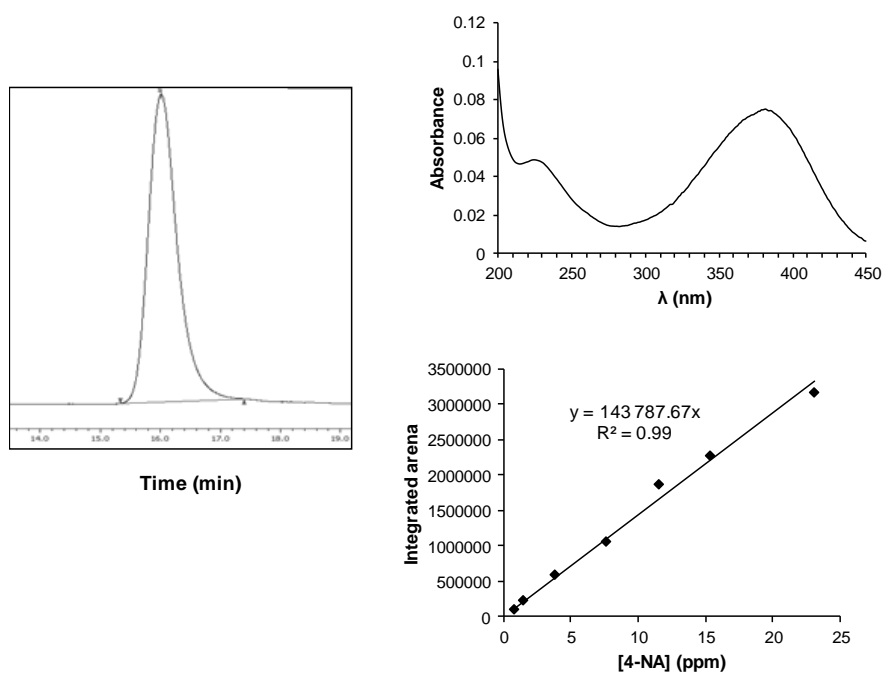 14.0 15.0 16.0 17.0 18.0 19.0
Time (min)
0.12
0.1
0.08
0.06
0.04
0.02
0
Absorbance
200 250 300 350 400 450
λ (nm)
3500000
3000000
2500000
2000000
1500000
1000000
500000
0
Integrated arena
y = 143 787.67x
R² = 0.99
0 5 10 15 20 25
[4-NA] (ppm)